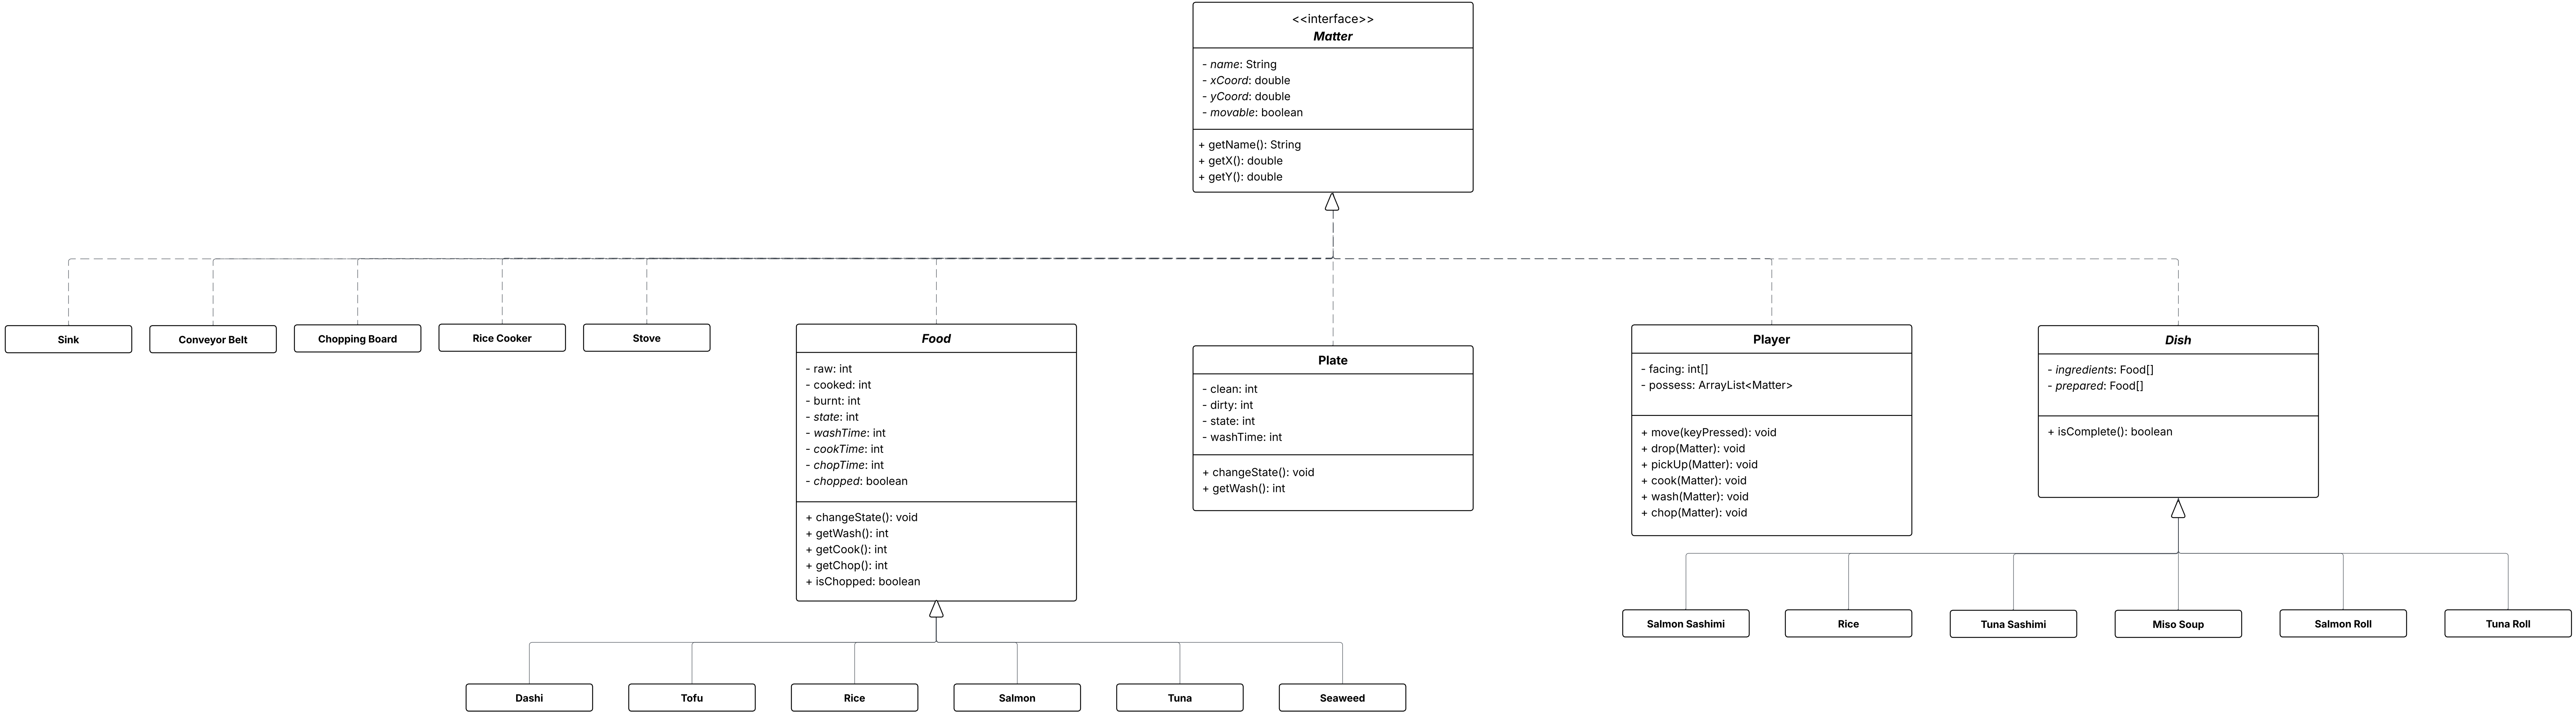 <<interface>>
Matter
- name: String
- xCoord: double
- yCoord: double
- movable: boolean
+ getName(): String
+ getX(): double
+ getY(): double
Sink
Conveyor Belt
Chopping Board
Rice Cooker
Stove
Food
- raw: int
- cooked: int
- burnt: int
- state: int
- washTime: int
- cookTime: int
- chopTime: int
- chopped: boolean
+ changeState(): void
+ getWash(): int
+ getCook(): int
+ getChop(): int
+ isChopped: boolean
Plate
- clean: int
- dirty: int
- state: int
- washTime: int
+ changeState(): void
+ getWash(): int
Player
- facing: int[]
- possess: ArrayList<Matter>
+ move(keyPressed): void
+ drop(Matter): void
+ pickUp(Matter): void
+ cook(Matter): void
+ wash(Matter): void
+ chop(Matter): void
Dish
- ingredients: Food[]
- prepared: Food[]
+ isComplete(): boolean
Salmon Sashimi
Rice
Tuna Sashimi
Miso Soup
Salmon Roll
Tuna Roll
Dashi
Tofu
Rice
Salmon
Tuna
Seaweed